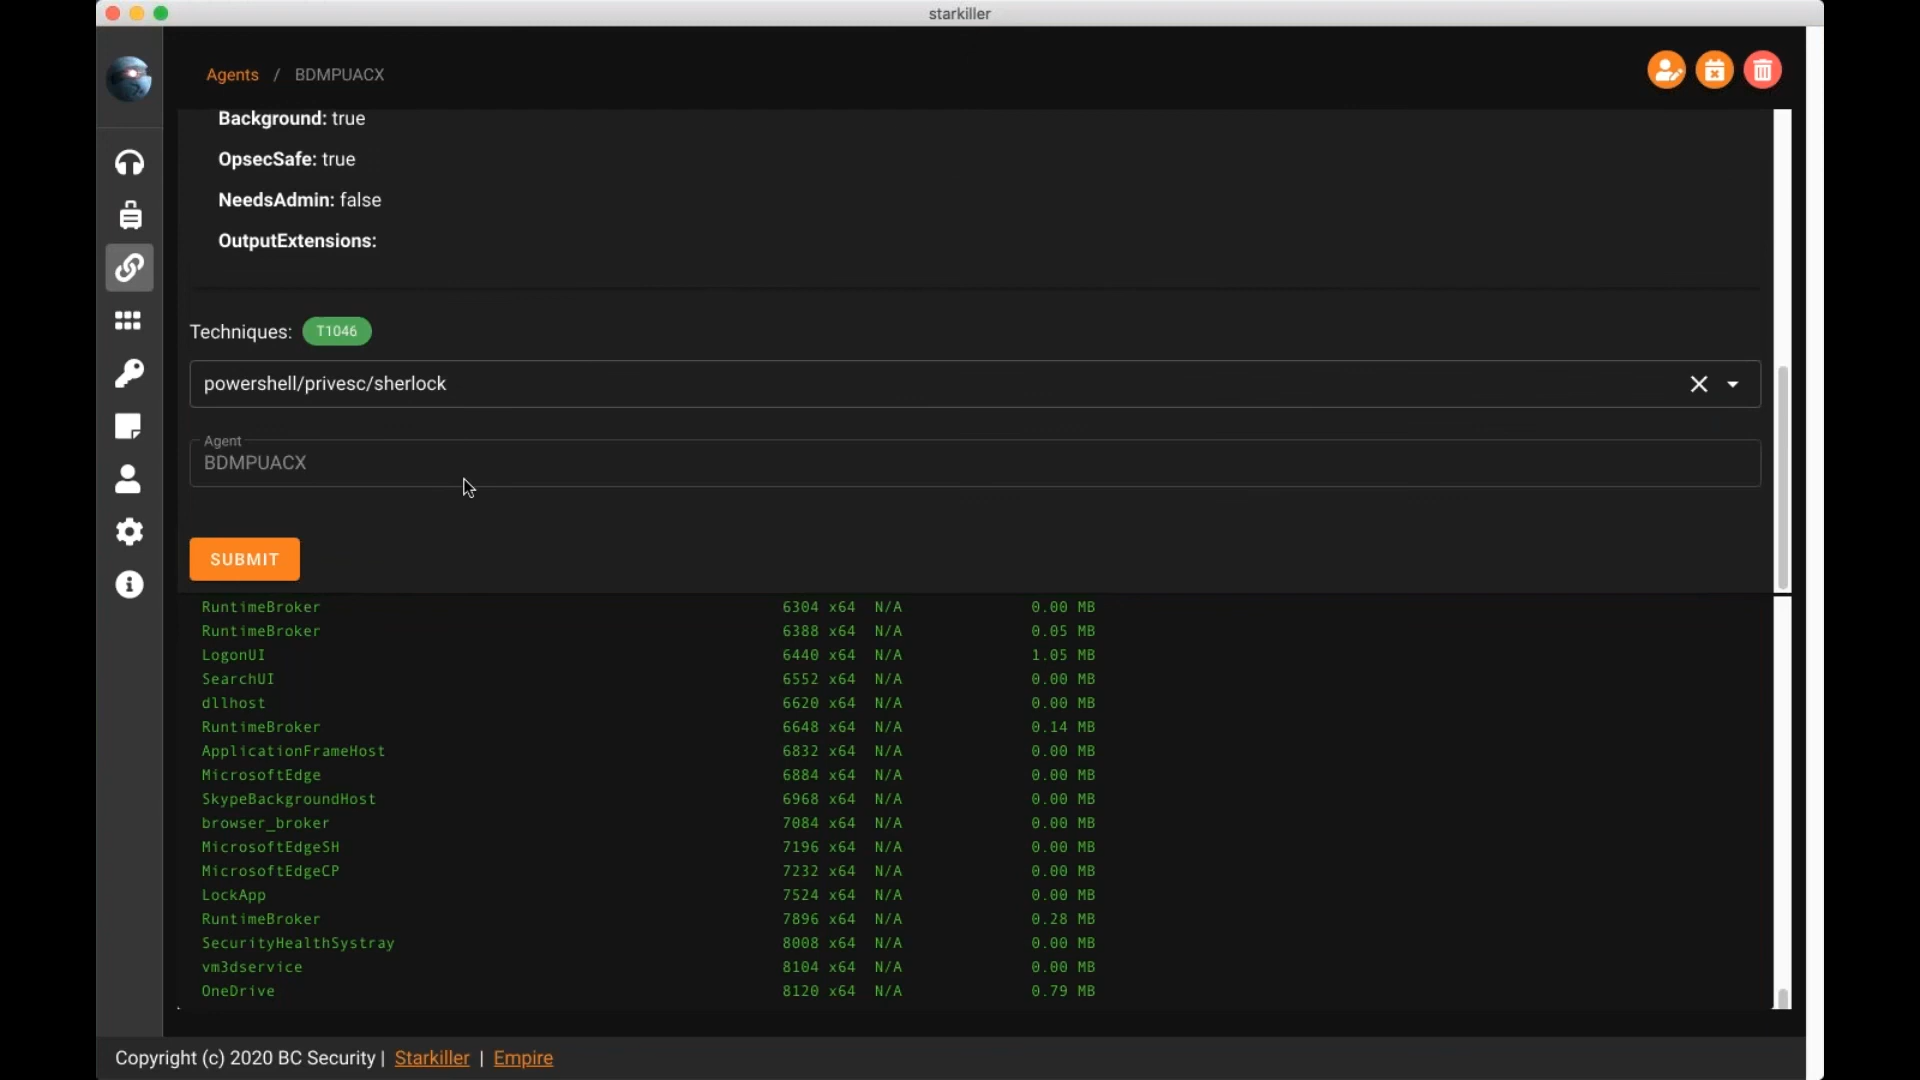 starkiller
Agents / BDMPUACX
Background: true
OpsecSafe: true
NeedsAdmin: false
OutputExtensions:
Techniques: T1046
powershell/privesc/sherlock
Agent
BDMPUACX
SUBMIT
RuntimeBroker 6304 x64 N/A 0.00 MB
RuntimeBroker 6388 x64 N/A 0.05 MB
LogonUI 6440 x64 N/A 1.05 MB
SearchUI 6552 x64 N/A 0.00 MB
dllhost 6620 x64 N/A 0.00 MB
RuntimeBroker 6648 x64 N/A 0.14 MB
ApplicationFrameHost 6832 x64 N/A 0.00 MB
MicrosoftEdge 6884 x64 N/A 0.00 MB
SkypeBackgroundHost 6968 x64 N/A 0.00 MB
browser_broker 7084 x64 N/A 0.00 MB
MicrosoftEdgeSH 7196 x64 N/A 0.00 MB
MicrosoftEdgeCP 7232 x64 N/A 0.00 MB
LockApp 7524 x64 N/A 0.00 MB
RuntimeBroker 7896 x64 N/A 0.28 MB
SecurityHealthSystray 8008 x64 N/A 0.00 MB
vm3dservice 8104 x64 N/A 0.00 MB
OneDrive 8120 x64 N/A 0.79 MB
Copyright (c) 2020 BC Security | Starkiller | Empire